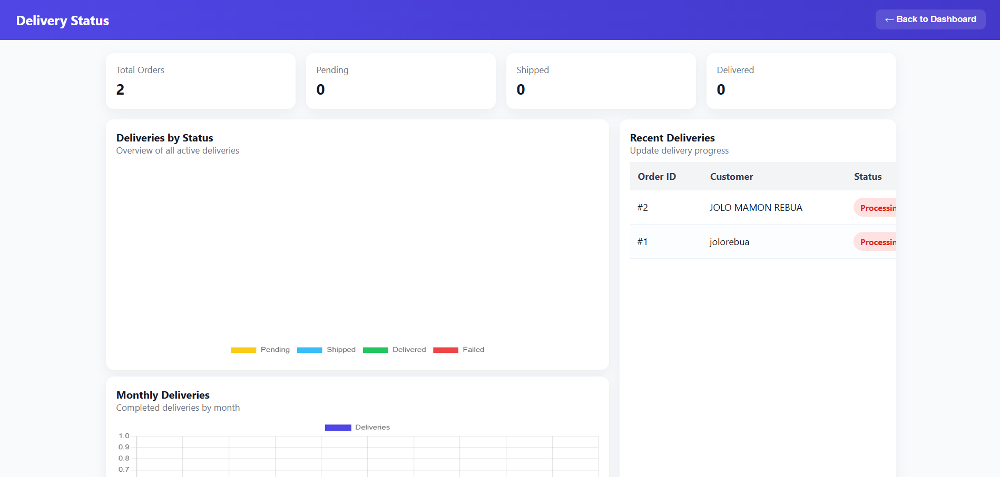 Delivery Status
← Back to Dashboard
Total Orders
2
Pending
0
Shipped
0
Delivered
0
Deliveries by Status
Overview of all active deliveries
Pending
Shipped
Delivered
Failed
Recent Deliveries
Update delivery progress
Order ID Customer Status
#2 JOLO MAMON REBUA Processin
#1 jolorebua Processin
Monthly Deliveries
Completed deliveries by month
Deliveries
1.0
0.9
0.8
0.7